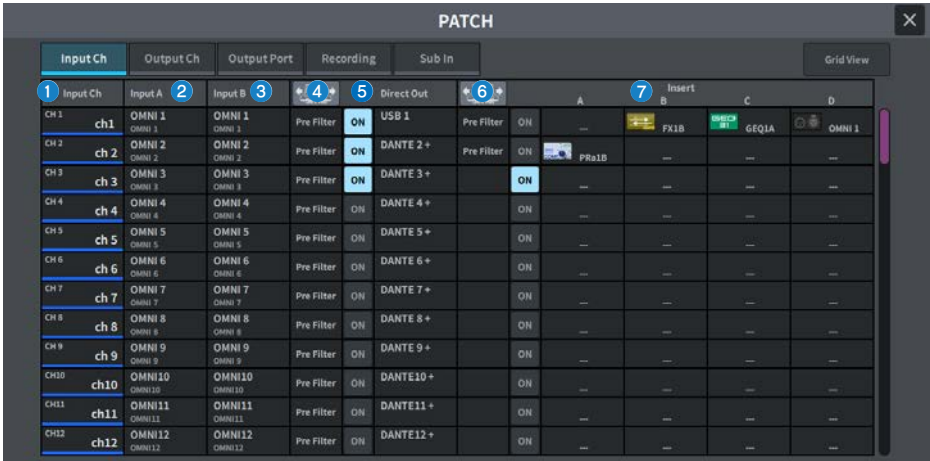 PATCH
Input Ch Output Ch Output Port Recording Sub In Grid View
1 Input Ch Input A 2 Input B 3 4 5 Direct Out 6 7 Insert
A B C D
CH 1 ch1 OMNI 1 OMNI 1 Pre Filter ON USB 1 Pre Filter ON — FX1B GEQ1A OMNI 1
OMNI 1 OMNI 1
CH 2 ch 2 OMNI 2 OMNI 2 Pre Filter ON DANTE 2+ Pre Filter ON PRa1B — — —
OMNI 2 OMNI 2
CH 3 ch 3 OMNI 3 OMNI 3 Pre Filter ON DANTE 3+ ON — — — —
OMNI 3 OMNI 3
CH 4 ch 4 OMNI 4 OMNI 4 Pre Filter ON DANTE 4+ ON — — — —
OMNI 4 OMNI 4
CH 5 ch 5 OMNI 5 OMNI 5 Pre Filter ON DANTE 5+ ON — — — —
OMNI 5 OMNI 5
CH 6 ch 6 OMNI 6 OMNI 6 Pre Filter ON DANTE 6+ ON — — — —
OMNI 6 OMNI 6
CH 7 ch 7 OMNI 7 OMNI 7 Pre Filter ON DANTE 7+ ON — — — —
OMNI 7 OMNI 7
CH 8 ch 8 OMNI 8 OMNI 8 Pre Filter ON DANTE 8+ ON — — — —
OMNI 8 OMNI 8
CH 9 ch 9 OMNI 9 OMNI 9 Pre Filter ON DANTE 9+ ON — — — —
OMNI 9 OMNI 9
CH10 ch10 OMNI10 OMNI10 Pre Filter ON DANTE10+ ON — — — —
OMNI10 OMNI10
CH11 ch11 OMNI11 OMNI11 Pre Filter ON DANTE11+ ON — — — —
OMNI11 OMNI11
CH12 ch12 OMNI12 OMNI12 Pre Filter ON DANTE12+ ON — — — —
OMNI12 OMNI12